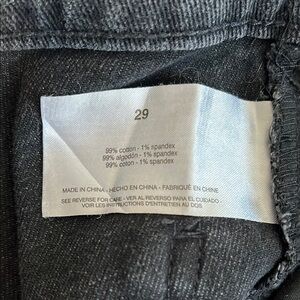 29
99% cotton - 1% spandex
99% algodón - 1% spandex
99% coton - 1% spandex
MADE IN CHINA - HECHO EN CHINA - FABRIQUÉ EN CHINE
SEE REVERSE FOR CARE - VER AL REVERSO PARA CUIDADO
VOIR LES INSTRUCTIONS D'ENTRETIEN AU DOS